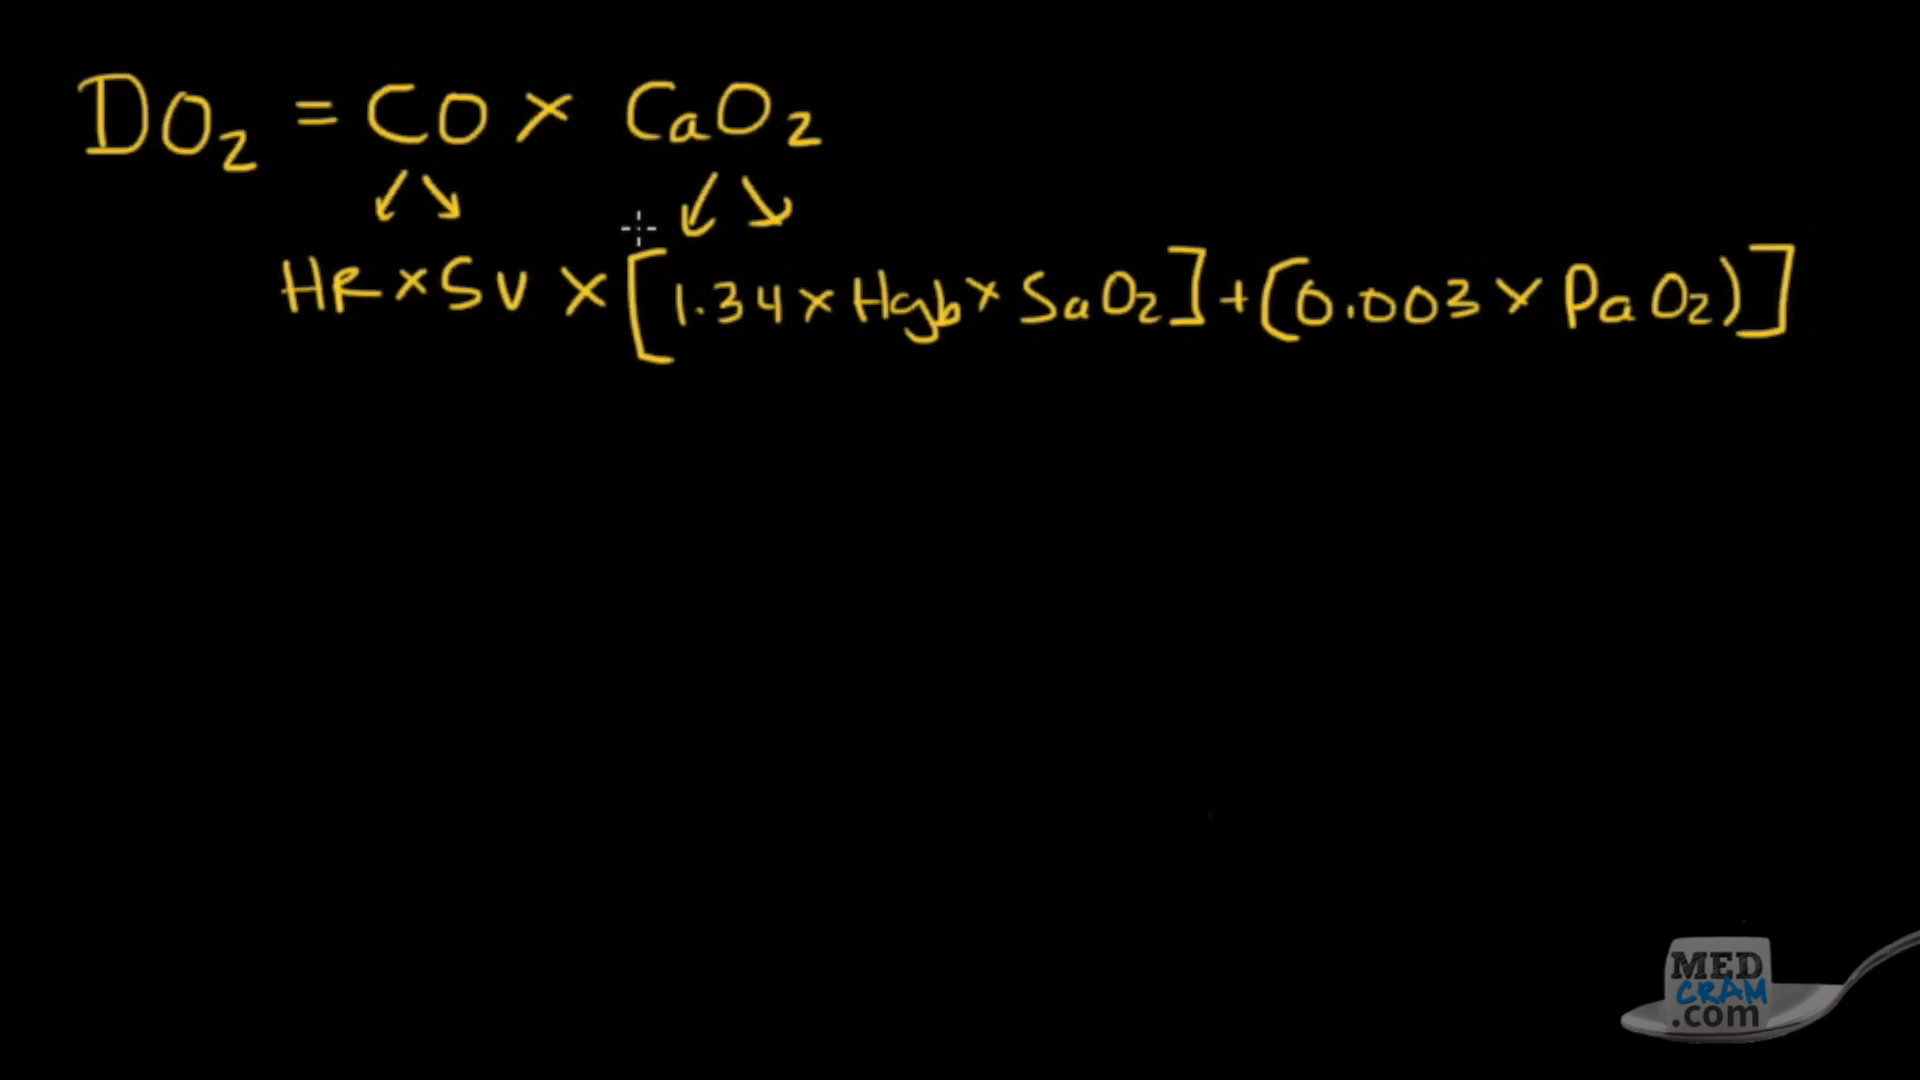 DO₂ = CO × CaO₂
HR × SV × [1.34 × Hgb × SaO₂] + (0.003 × PaO₂)]
MED
CRAM
.com